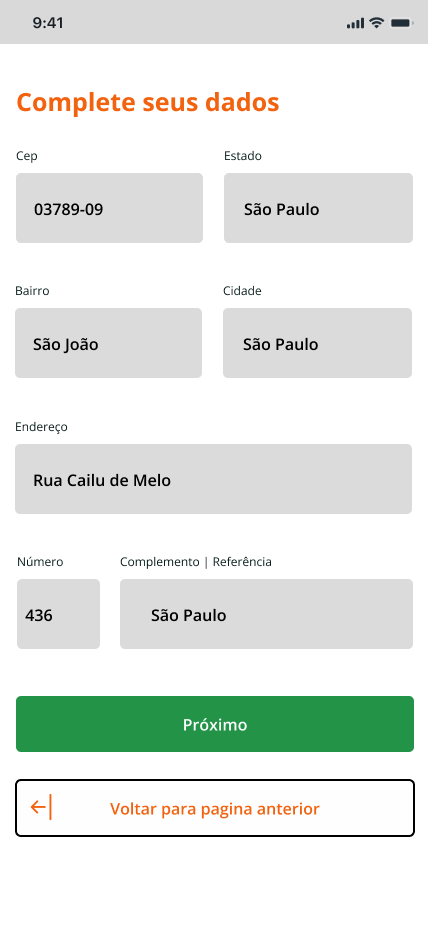 9:41
Complete seus dados
Cep Estado
03789-09 São Paulo
Bairro Cidade
São João São Paulo
Endereço
Rua Cailu de Melo
Número Complemento | Referência
436 São Paulo
Próximo
Voltar para pagina anterior